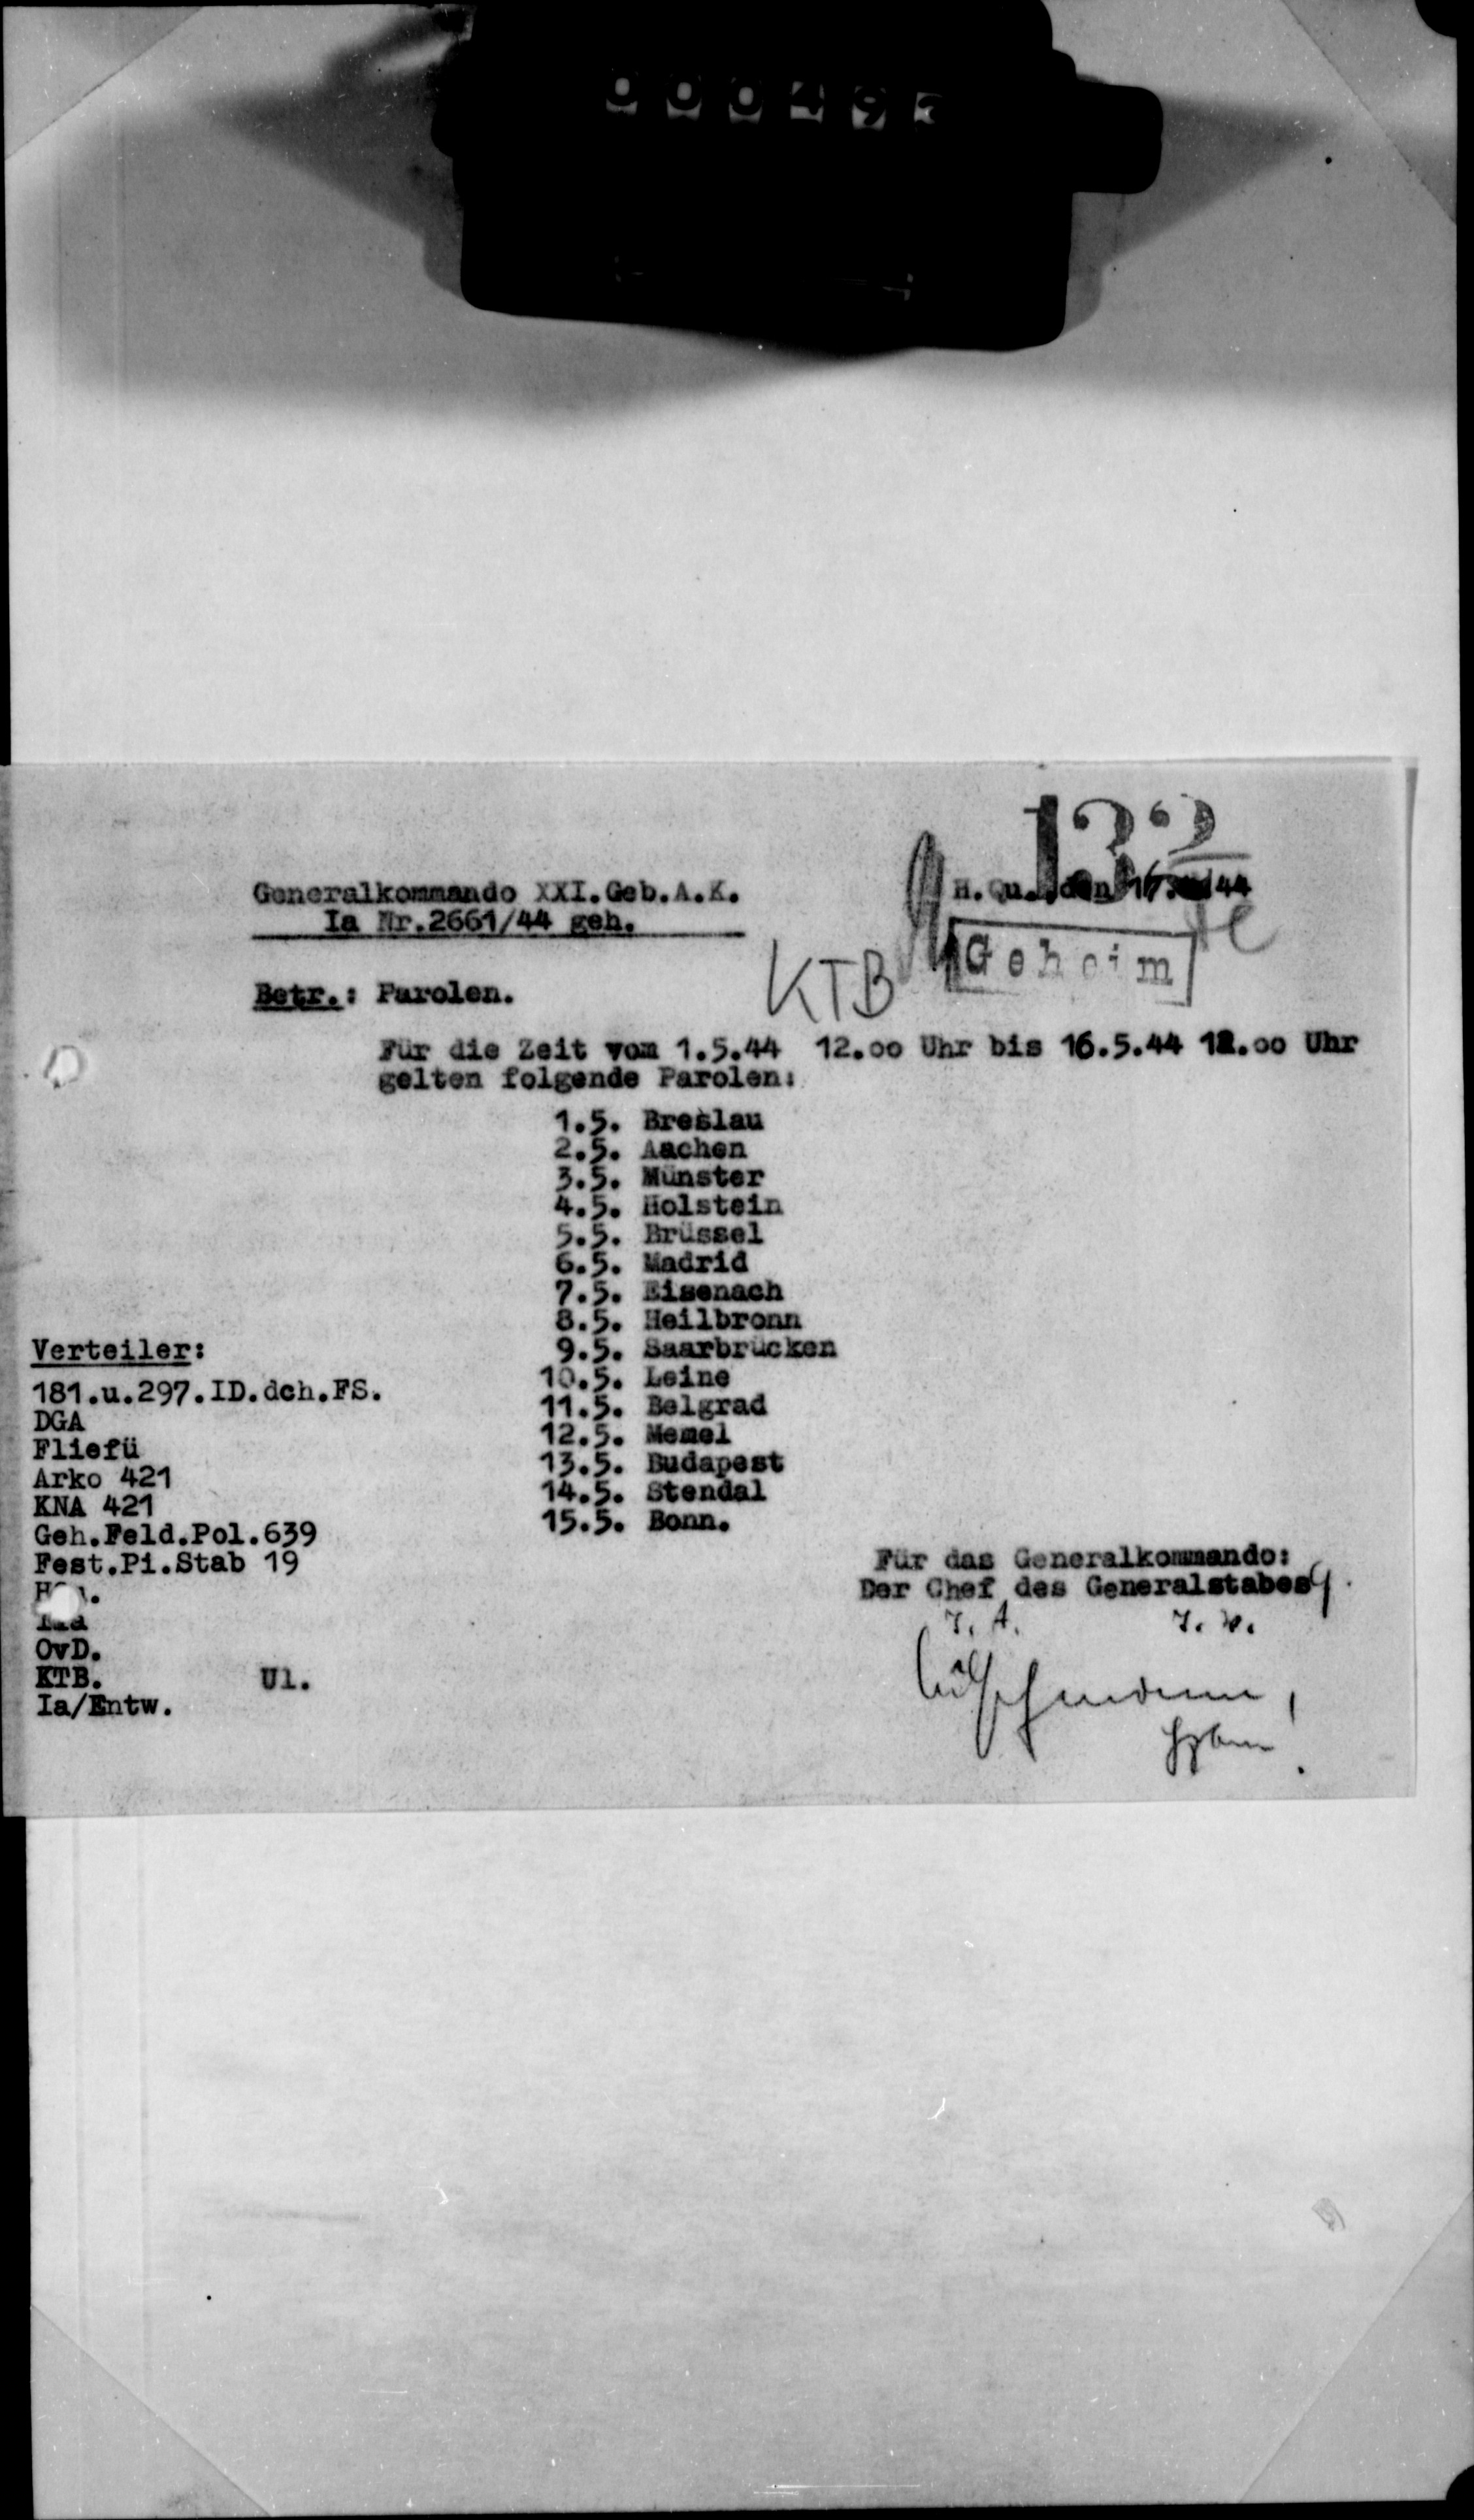 132
Generalkommando XXI.Geb.A.K.
H.Qu., den 44
Ia Nr.2661/44 geh.
Geheim
KTB
Betr.: Parolen.
Für die Zeit vom 1.5.44 12.oo Uhr bis 16.5.44 12.oo Uhr
gelten folgende Parolen:
1.5. Breslau
2.5. Aachen
3.5. Münster
4.5. Holstein
5.5. Brüssel
6.5. Madrid
7.5. Eisenach
8.5. Heilbronn
9.5. Saarbrücken
10.5. Leine
11.5. Belgrad
12.5. Memel
13.5. Budapest
14.5. Stendal
15.5. Bonn.
Verteiler:
181.u.297.ID.dch.FS.
DGA
Fliefü
Arko 421
KNA 421
Geh.Feld.Pol.639
Fest.Pi.Stab 19
OvD.
KTB. Ul.
Ia/Entw.
Für das Generalkommando:
Der Chef des Generalstabes